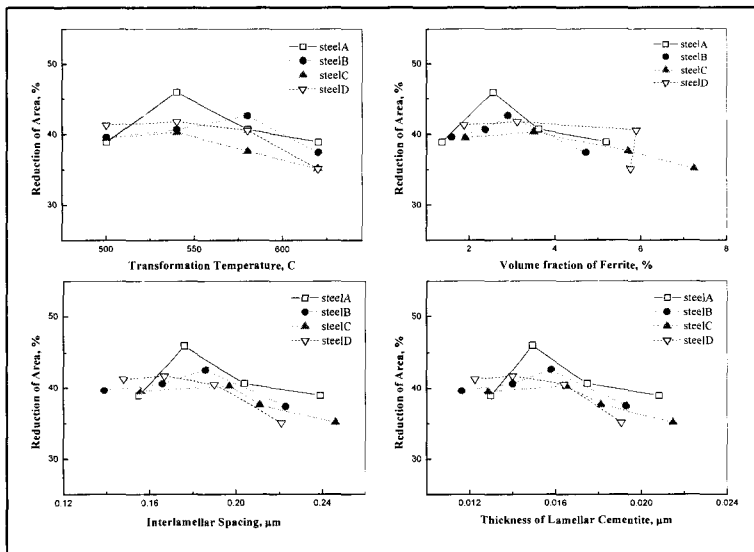 Reduction of Area, %
50
40
30
500
550
600
Transformation Temperature, C
steelA
steelB
steelC
steelD
Reduction of Area, %
50
40
30
2
4
6
8
Volume fraction of Ferrite, %
steelA
steelB
steelC
steelD
Reduction of Area, %
50
40
30
0.12
0.16
0.20
0.24
Interlamellar Spacing, μm
steelA
steelB
steelC
steelD
Reduction of Area, %
50
40
30
0.012
0.016
0.020
0.024
Thickness of Lamellar Cementite, μm
steelA
steelB
steelC
steelD